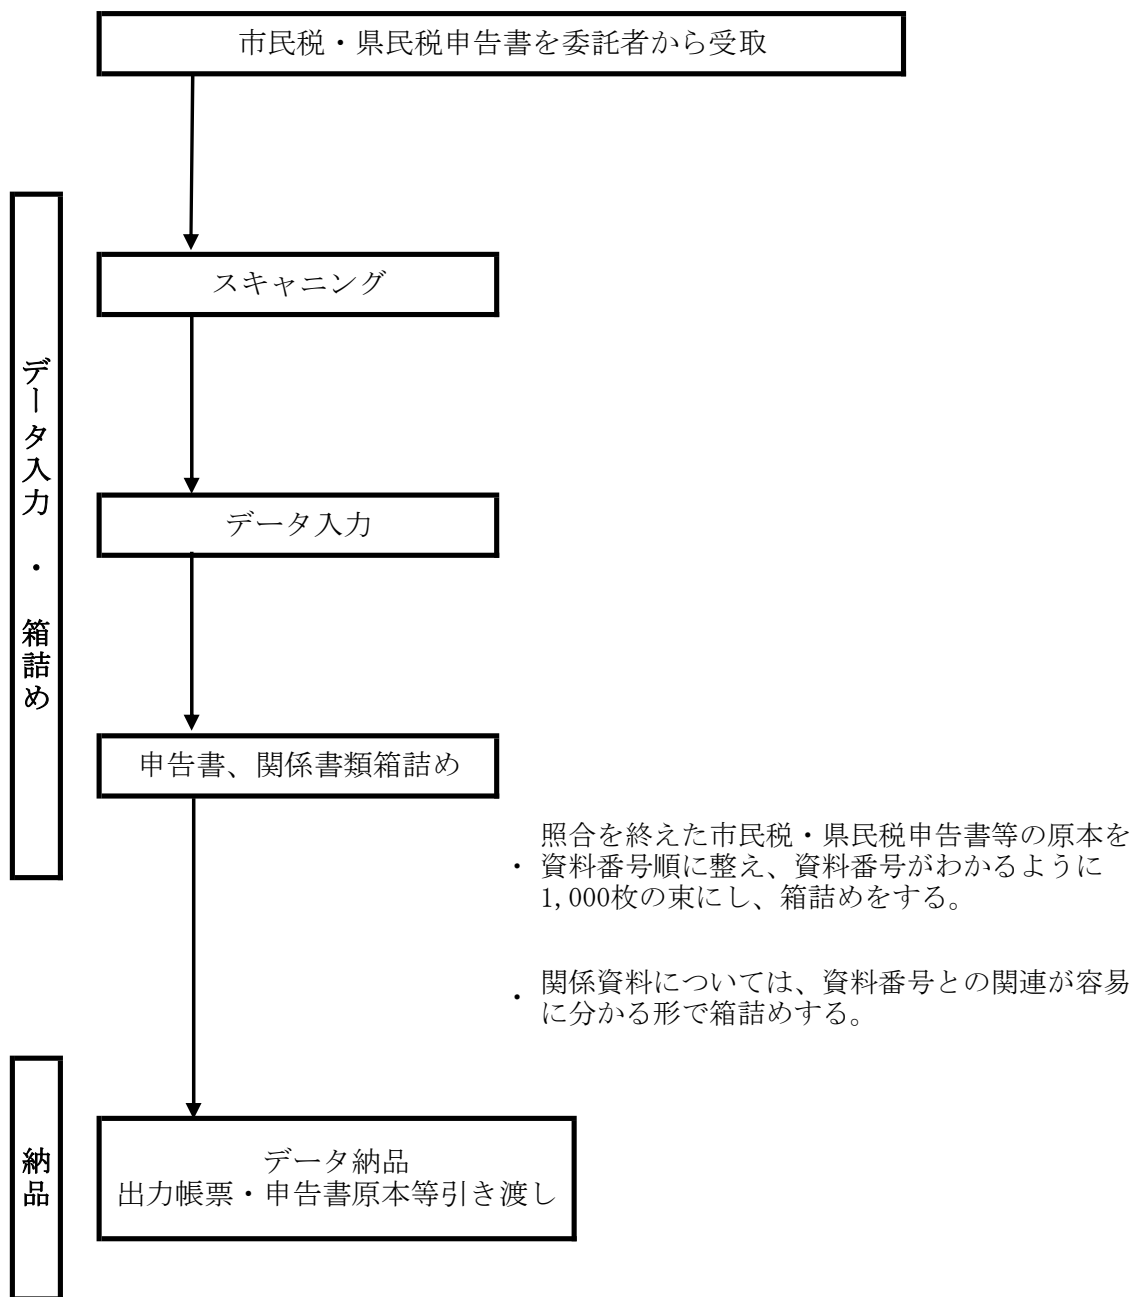 市民税・県民税申告書を委託者から受取
スキャニング
データ入力
データ入力・箱詰め
申告書、関係書類箱詰め
照合を終えた市民税・県民税申告書等の原本を
・資料番号順に整え、資料番号がわかるように
1,000枚の束にし、箱詰めをする。
関係資料については、資料番号との関連が容易
・に分かる形で箱詰めする。
納品
データ納品
出力帳票・申告書原本等引き渡し